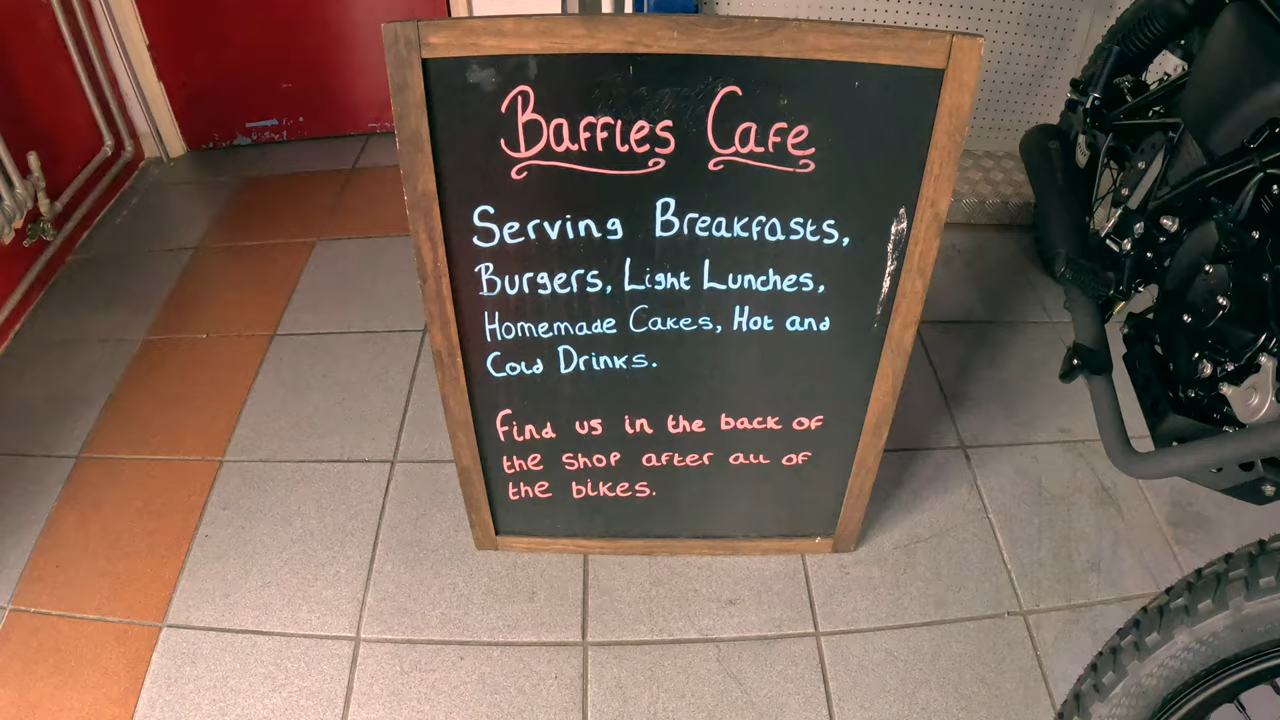 Baffles Cafe
Serving Breakfasts,
Burgers, Light Lunches,
Homemade Cakes, Hot and
Cold Drinks.
Find us in the back of
the shop after all of
the bikes.